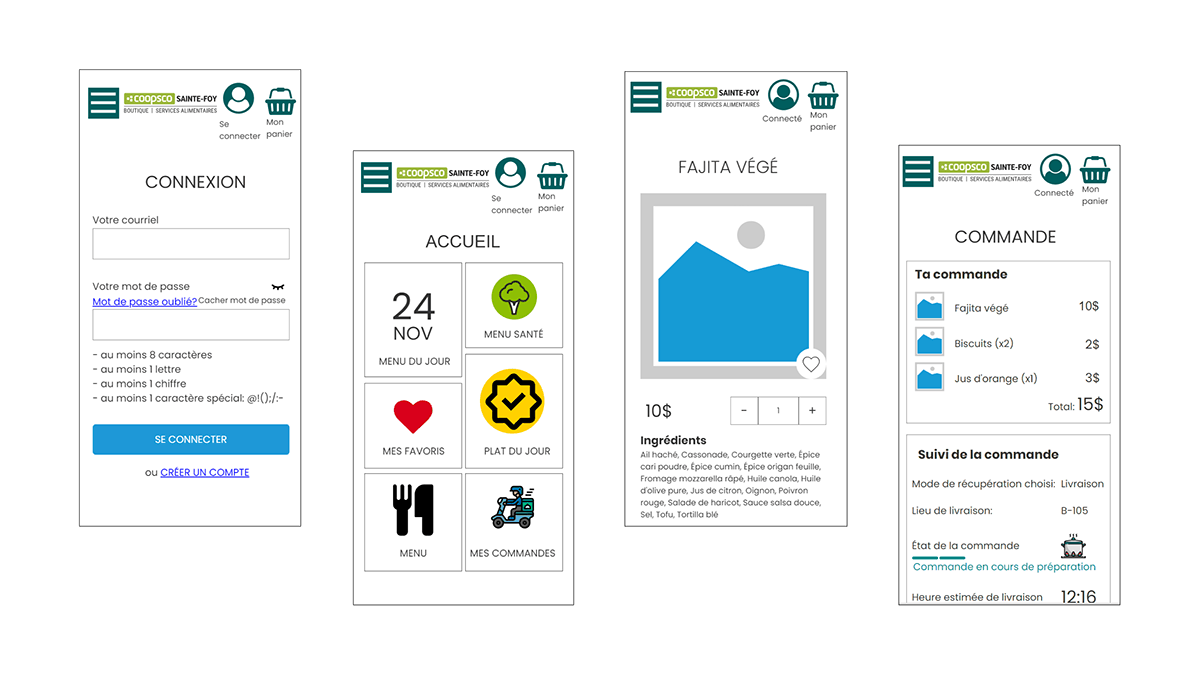 coopsco SAINTE-FOY
BOUTIQUE | SERVICES ALIMENTAIRES
Se
connecter
Mon
panier
CONNEXION
Votre courriel
Votre mot de passe
Mot de passe oublié? Cacher mot de passe
- au moins 8 caractères
- au moins 1 lettre
- au moins 1 chiffre
- au moins 1 caractère spécial: @!();/:-
SE CONNECTER
ou CRÉER UN COMPTE
coopsco SAINTE-FOY
BOUTIQUE | SERVICES ALIMENTAIRES
Se
connecter
Mon
panier
ACCUEIL
24
NOV
MENU DU JOUR
MENU SANTÉ
MES FAVORIS
PLAT DU JOUR
MENU
MES COMMANDES
coopsco SAINTE-FOY
BOUTIQUE | SERVICES ALIMENTAIRES
Connecté
Mon
panier
FAJITA VÉGÉ
10$
- 1 +
Ingrédients
Ail haché, Cassonade, Courgette verte, Épice
cari poudre, Épice cumin, Épice origan feuille,
Fromage mozzarella râpé, Huile canola, Huile
d'olive pure, Jus de citron, Oignon, Poivron
rouge, Salade de haricot, Sauce salsa douce,
Sel, Tofu, Tortilla blé
coopsco SAINTE-FOY
BOUTIQUE | SERVICES ALIMENTAIRES
Connecté
Mon
panier
COMMANDE
Ta commande
Fajita végé 10$
Biscuits (x2) 2$
Jus d'orange (x1) 3$
Total: 15$
Suivi de la commande
Mode de récupération choisi: Livraison
Lieu de livraison: B-105
État de la commande
Commande en cours de préparation
Heure estimée de livraison 12:16